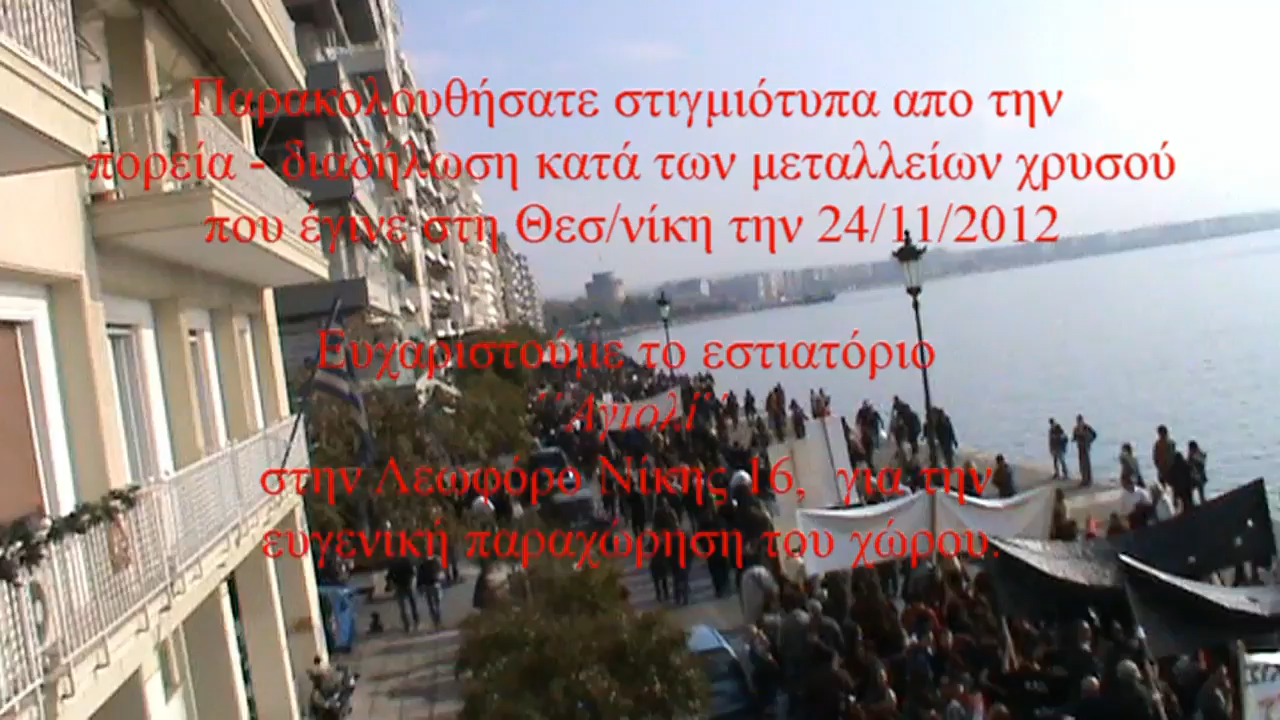 Παρακολουθήσατε στιγμιότυπα απο την
πορεία - διαδήλωση κατά των μεταλλείων χρυσού
που έγινε στη Θεσ/νίκη την 24/11/2012
Ευχαριστούμε το εστιατόριο
΄΄Αγιολί΄΄
στην Λεωφόρο Νίκης 16, για την
ευγενική παραχώρηση του χώρου.